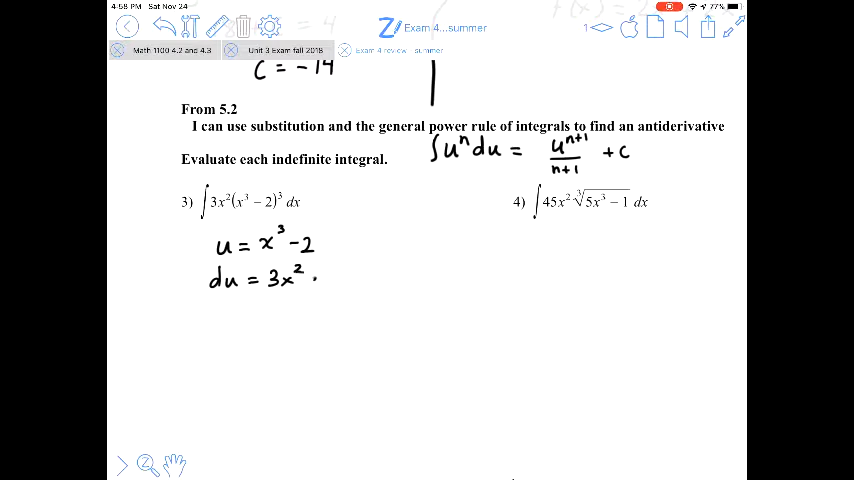 4:58 PM Sat Nov 24
77%
Exam 4...summer
1
Math 1100 4.2 and 4.3
Unit 3 Exam fall 2018
Exam 4 review - summer
C = -14
From 5.2
I can use substitution and the general power rule of integrals to find an antiderivative
Evaluate each indefinite integral.
∫uⁿdu = uⁿ⁺¹/n+1 + C
3) ∫3x²(x³ − 2)³ dx
4) ∫45x² ∛(5x³ − 1) dx
u = x³ - 2
du = 3x²